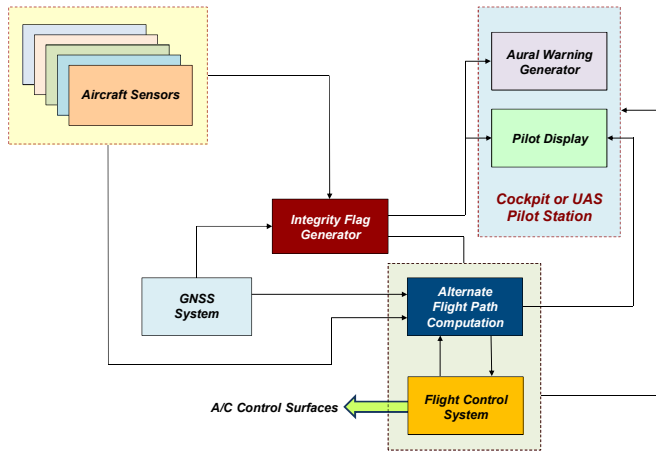 Aircraft Sensors
Aural Warning
Generator
Pilot Display
Cockpit or UAS
Pilot Station
Integrity Flag
Generator
GNSS
System
Alternate
Flight Path
Computation
Flight Control
System
A/C Control Surfaces